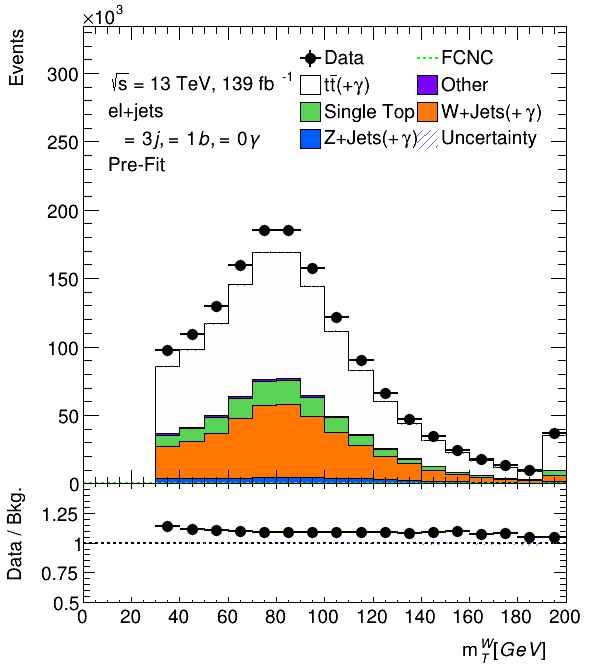 ×10³
Events
√s = 13 TeV, 139 fb⁻¹
el+jets
= 3j, = 1b, = 0γ
Pre-Fit
Data
FCNC
tt̄(+γ)
Other
Single Top
W+Jets(+γ)
Z+Jets(+γ)
Uncertainty
300
250
200
150
100
50
0
Data / Bkg.
1.25
1
0.75
0.5
0 20 40 60 80 100 120 140 160 180 200
m_T^W[GeV]